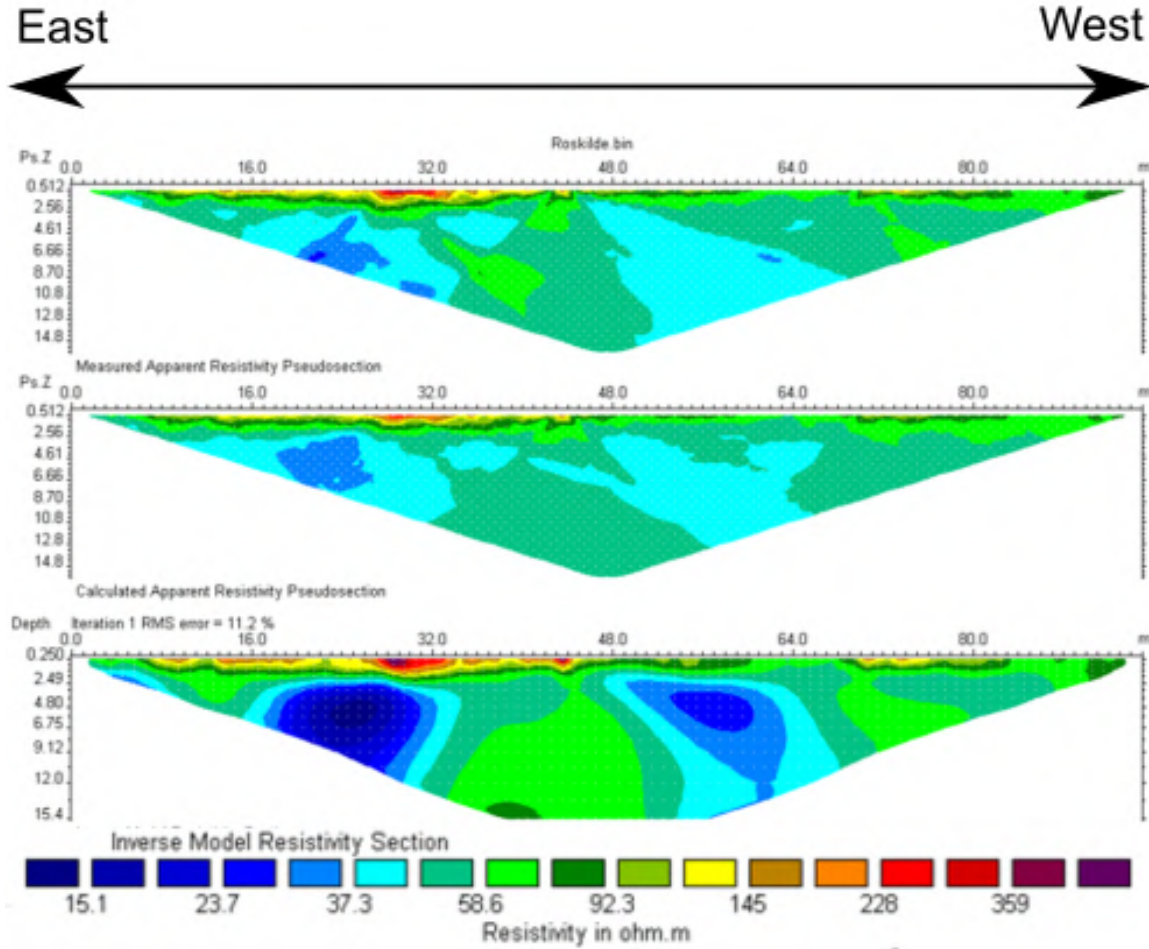 East West
Roskilde.bin
Ps.Z 0.0 16.0 32.0 48.0 64.0 80.0 m
0.512
2.56
4.61
6.66
8.70
10.8
12.8
14.8
Measured Apparent Resistivity Pseudosection
Ps.Z 0.0 16.0 32.0 48.0 64.0 80.0 m
0.512
2.56
4.61
6.66
8.70
10.8
12.8
14.8
Calculated Apparent Resistivity Pseudosection
Depth Iteration 1 RMS error = 11.2 %
0.0 16.0 32.0 48.0 64.0 80.0 m
0.250
2.49
4.80
6.75
9.12
12.0
15.4
Inverse Model Resistivity Section
15.1 23.7 37.3 58.6 92.3 145 228 359
Resistivity in ohm.m